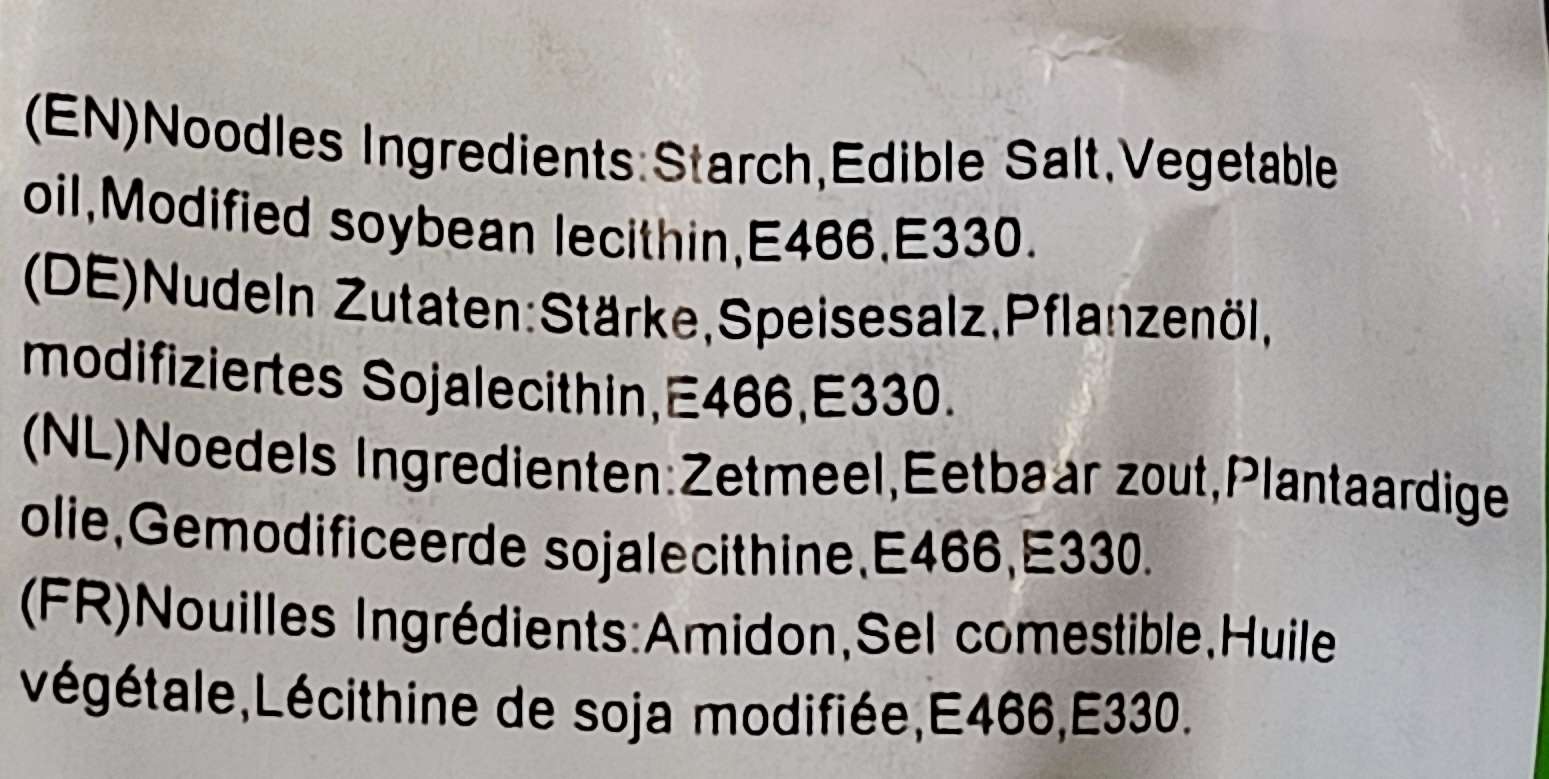 (EN)Noodles Ingredients:Starch,Edible Salt,Vegetable
oil,Modified soybean lecithin,E466,E330.
(DE)Nudeln Zutaten:Stärke,Speisesalz,Pflanzenöl,
modifiziertes Sojalecithin,E466,E330.
(NL)Noedels Ingredienten:Zetmeel,Eetbaar zout,Plantaardige
olie,Gemodificeerde sojalecithine,E466,E330.
(FR)Nouilles Ingrédients:Amidon,Sel comestible,Huile
végétale,Lécithine de soja modifiée,E466,E330.